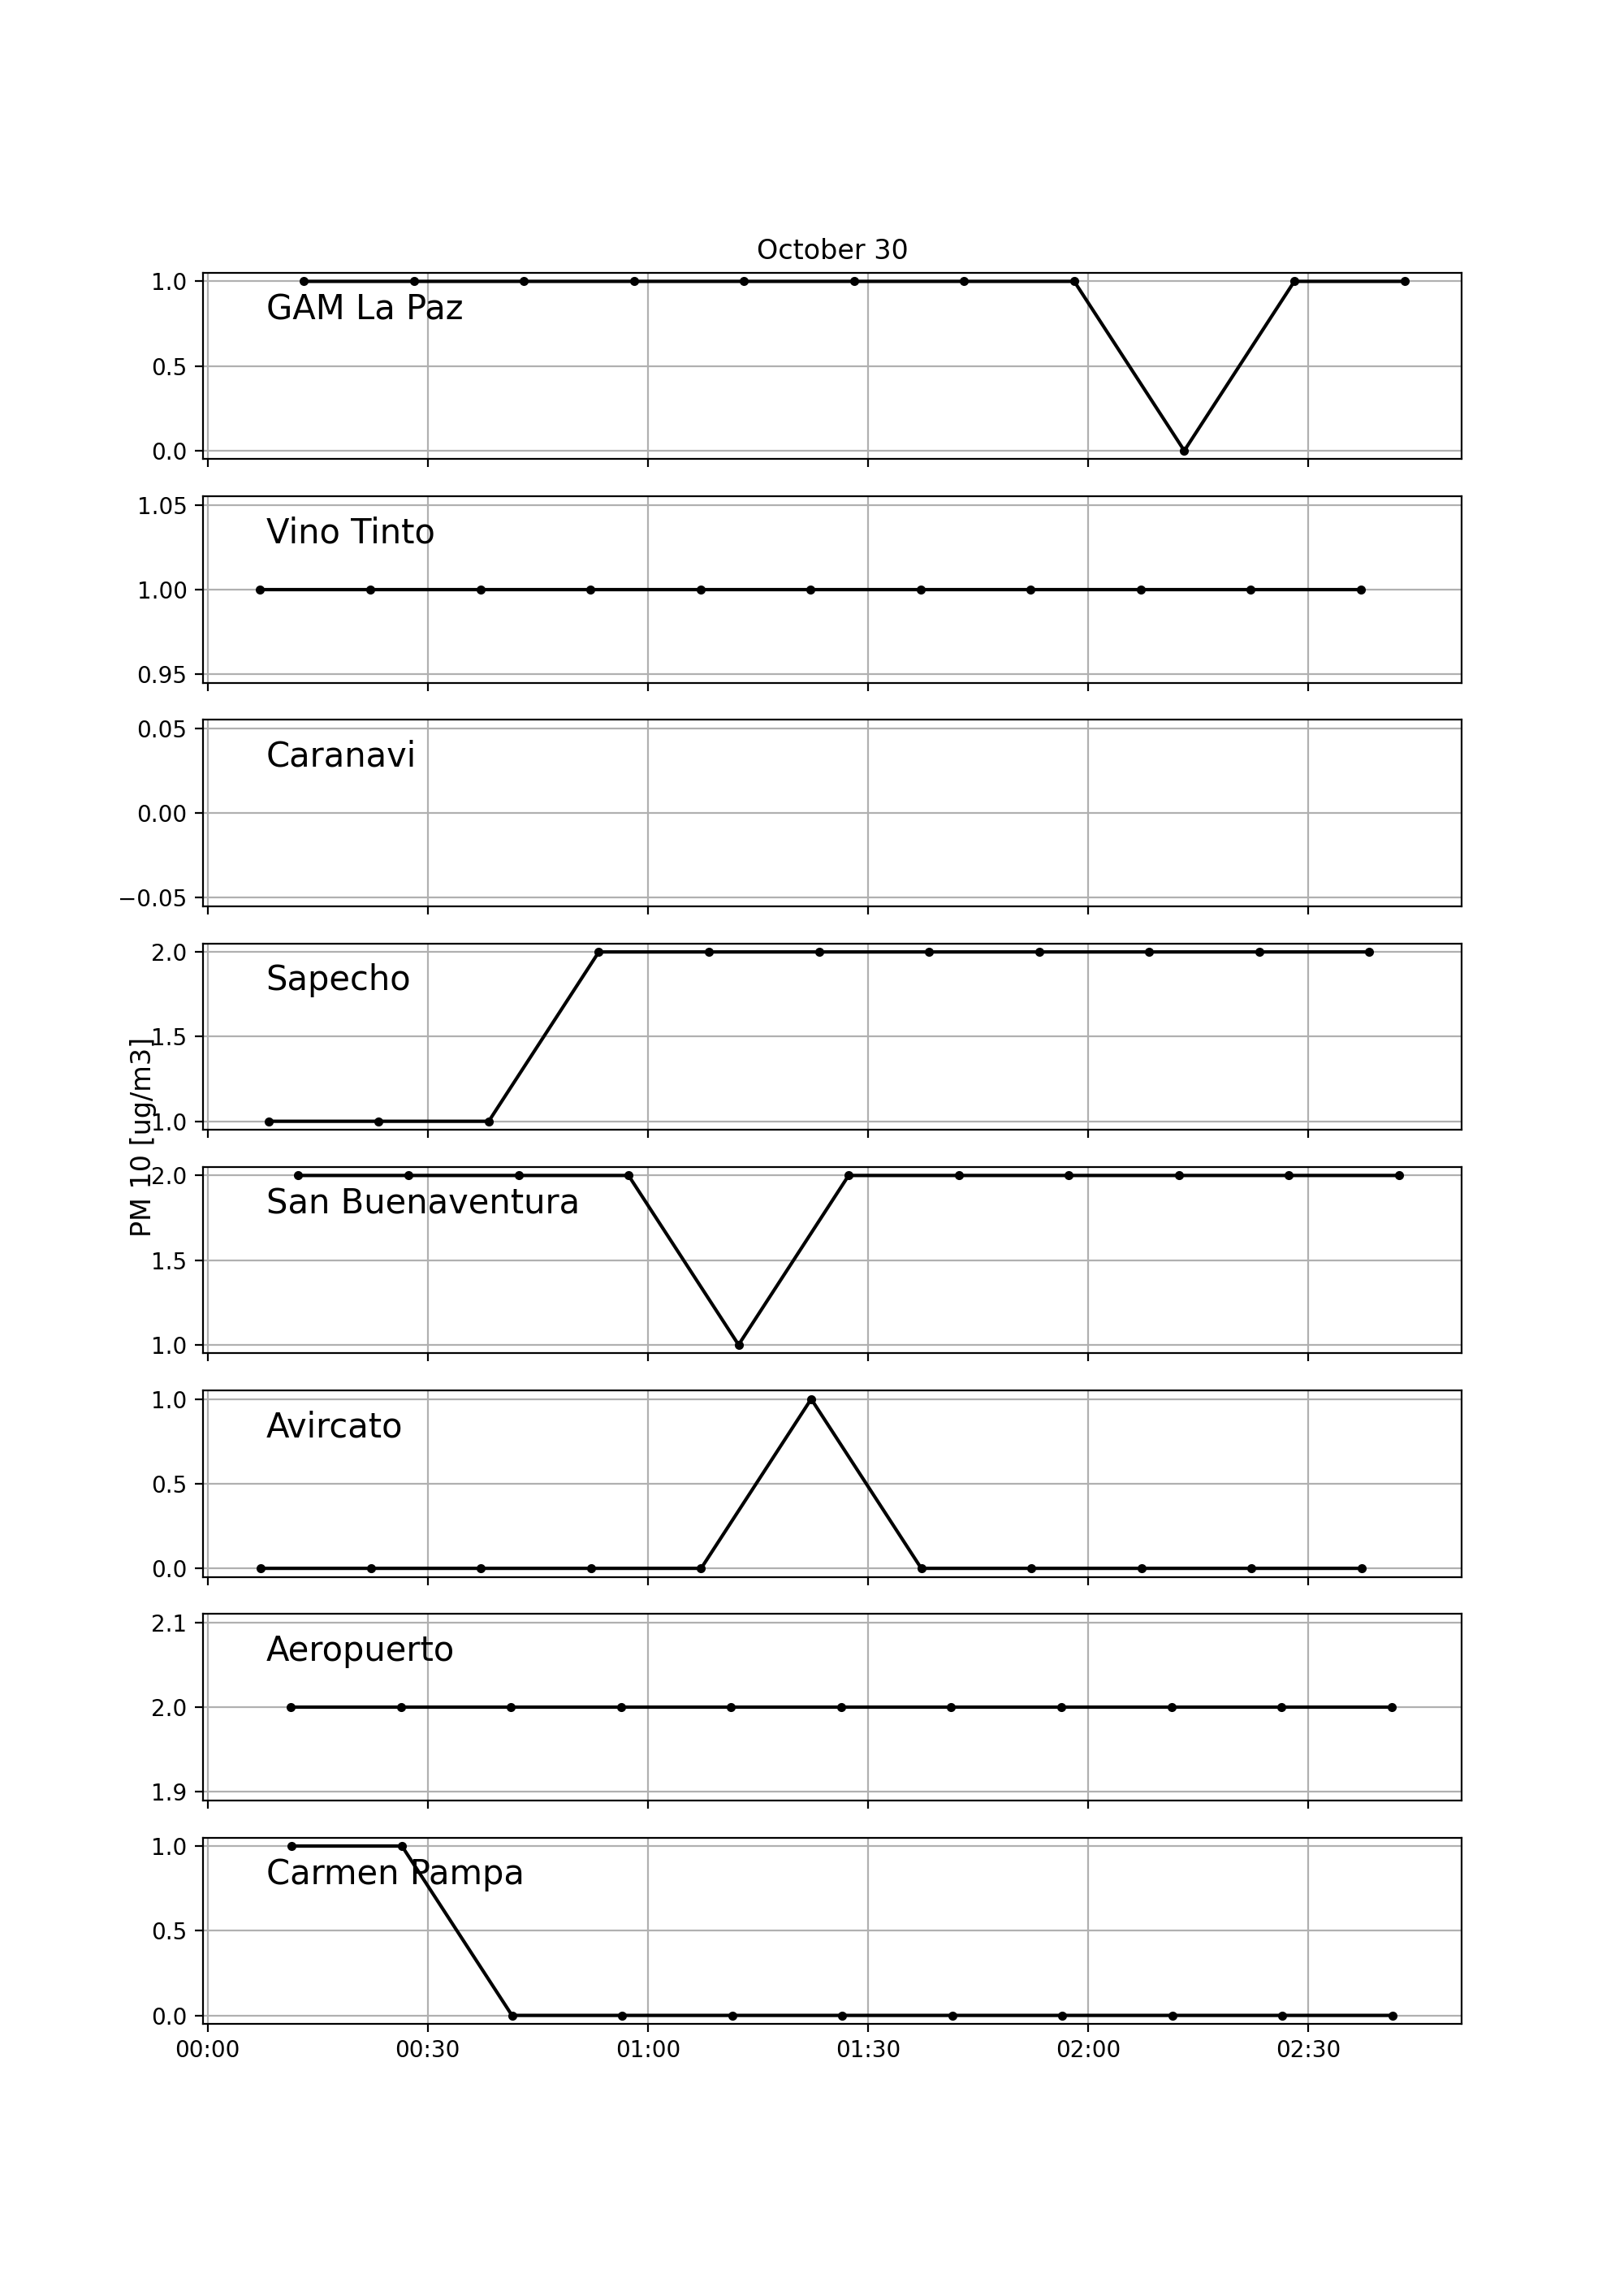 October 30
1.0
GAM La Paz
0.5
0.0
1.05
Vino Tinto
1.00
0.95
0.05
Caranavi
0.00
−0.05
2.0
Sapecho
1.5
1.0
PM 10 [ug/m3]
2.0
San Buenaventura
1.5
1.0
1.0
Avircato
0.5
0.0
2.1
Aeropuerto
2.0
1.9
1.0
Carmen Pampa
0.5
0.0
00:00 00:30 01:00 01:30 02:00 02:30